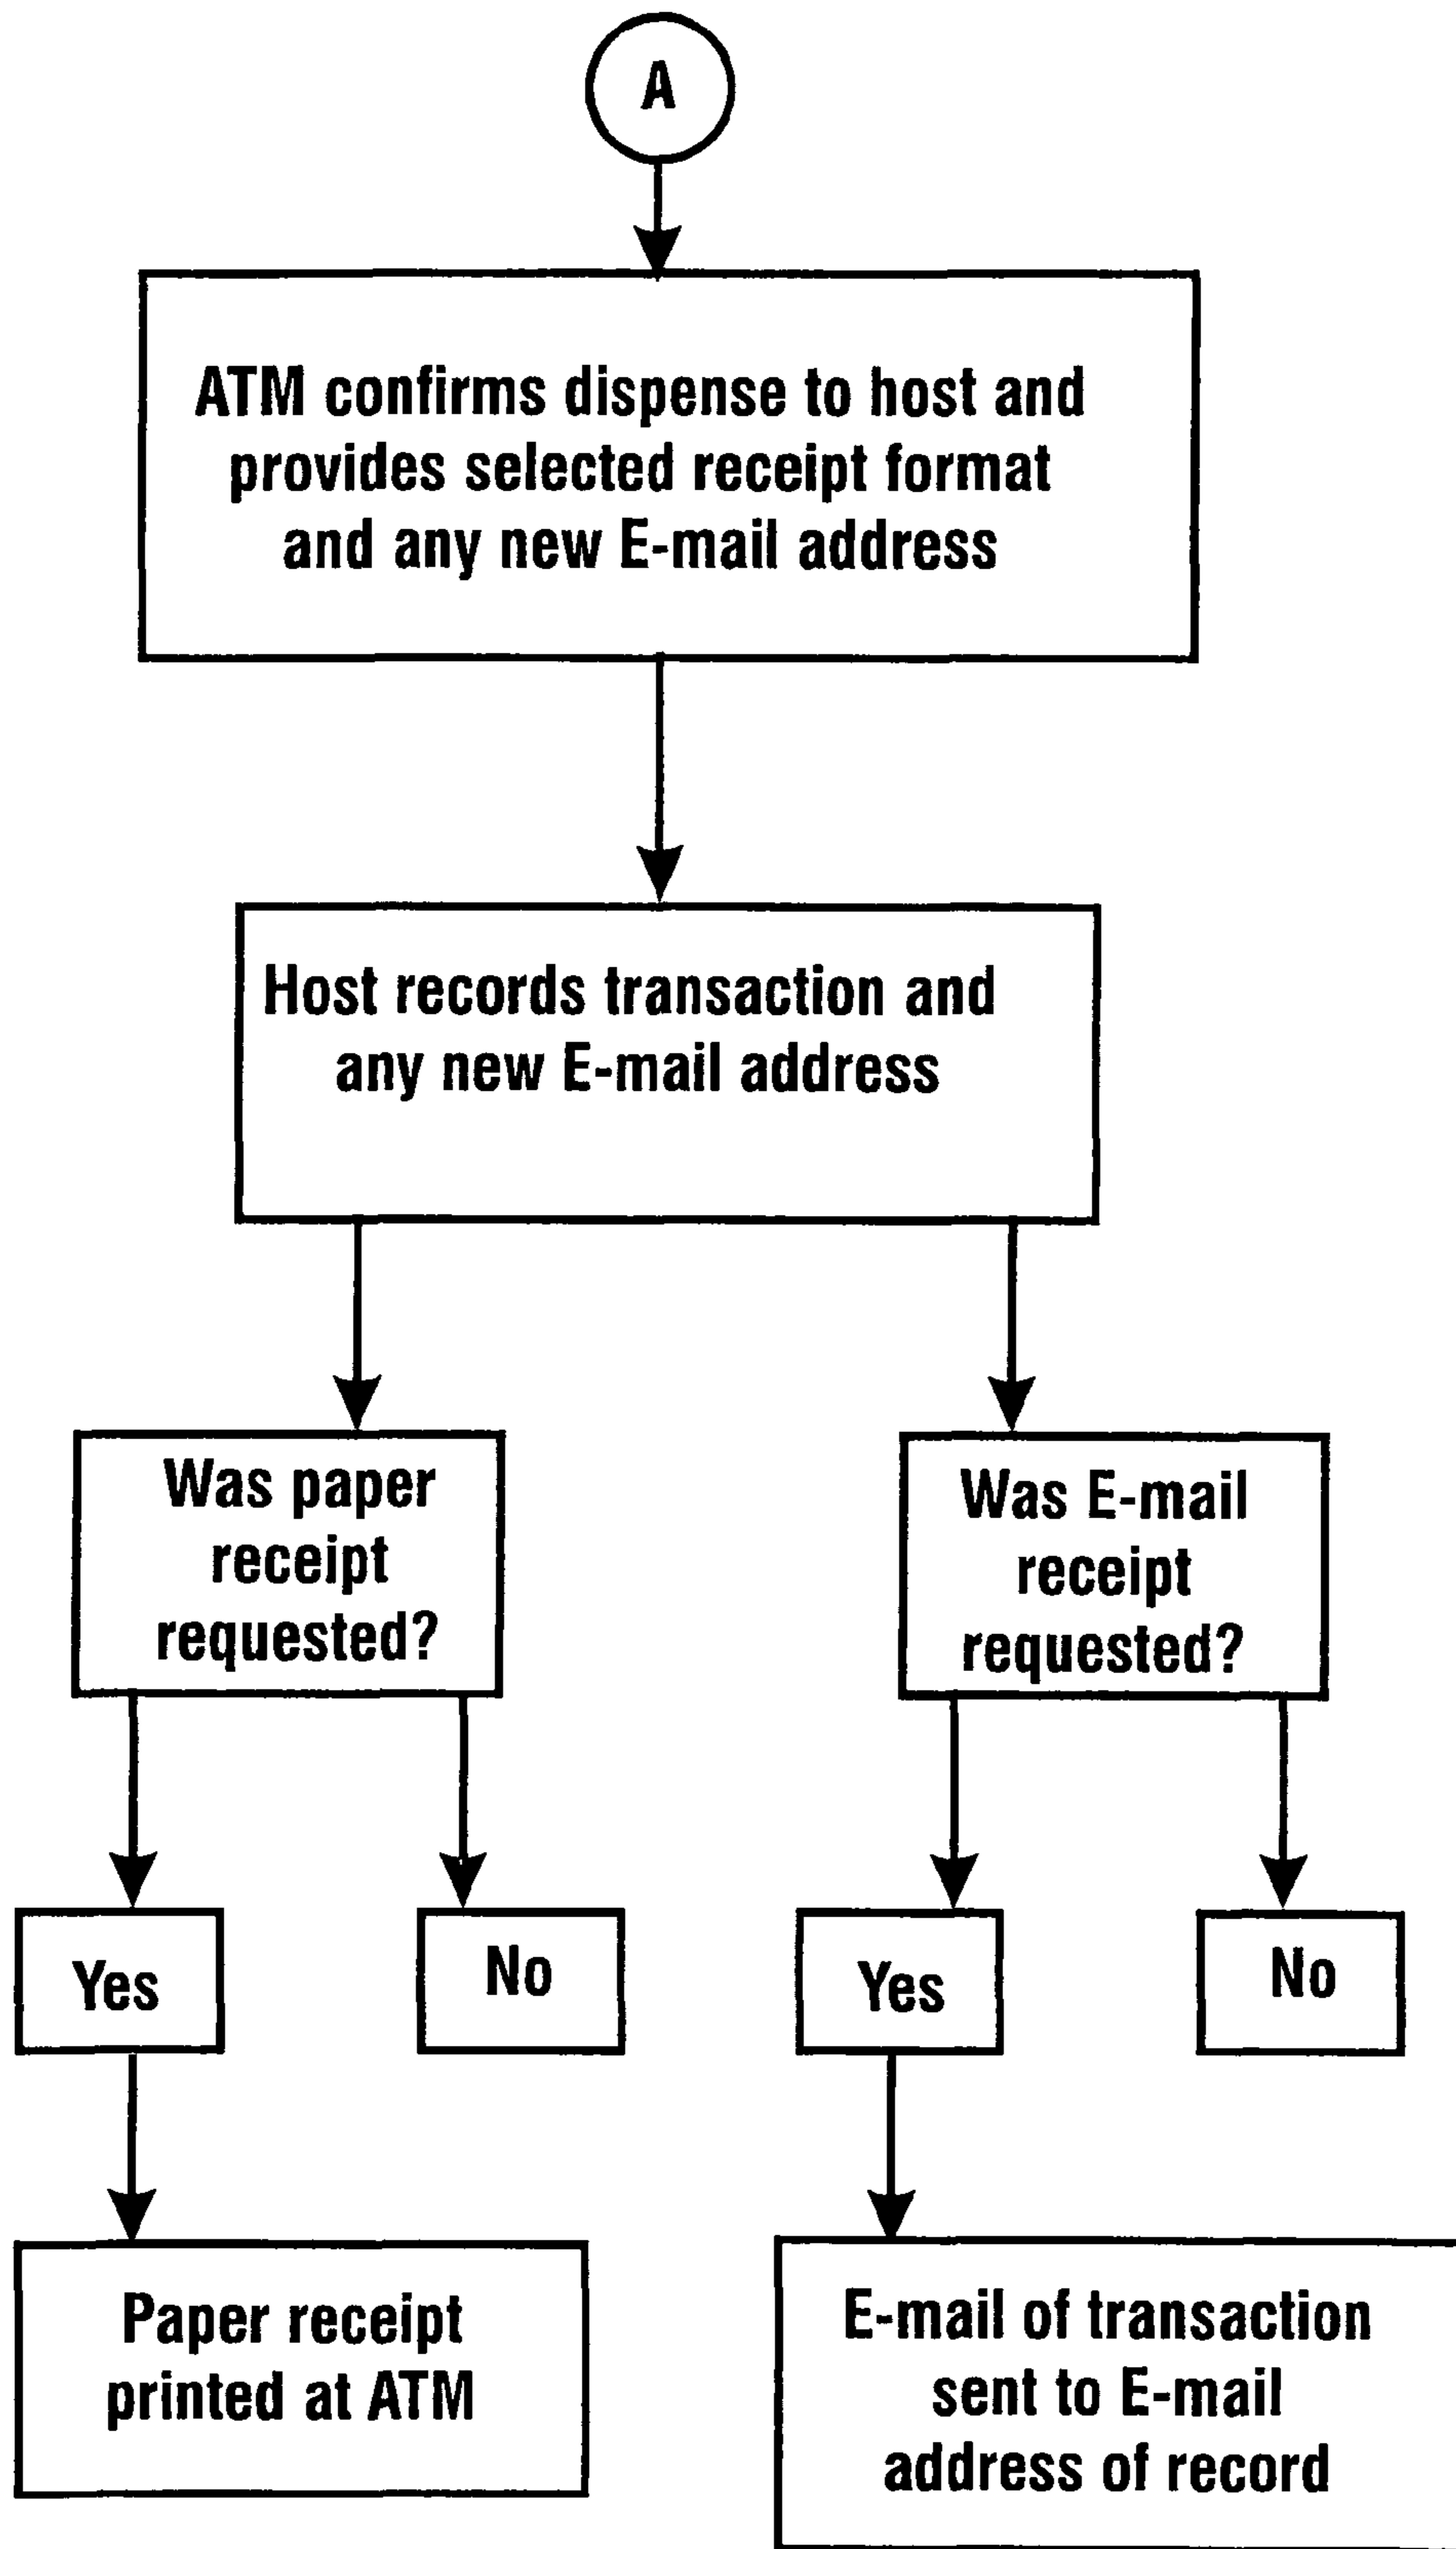 A
ATM confirms dispense to host and
provides selected receipt format
and any new E-mail address
Host records transaction and
any new E-mail address
Was paper
receipt
requested?
Was E-mail
receipt
requested?
Yes
No
Yes
No
Paper receipt
printed at ATM
E-mail of transaction
sent to E-mail
address of record